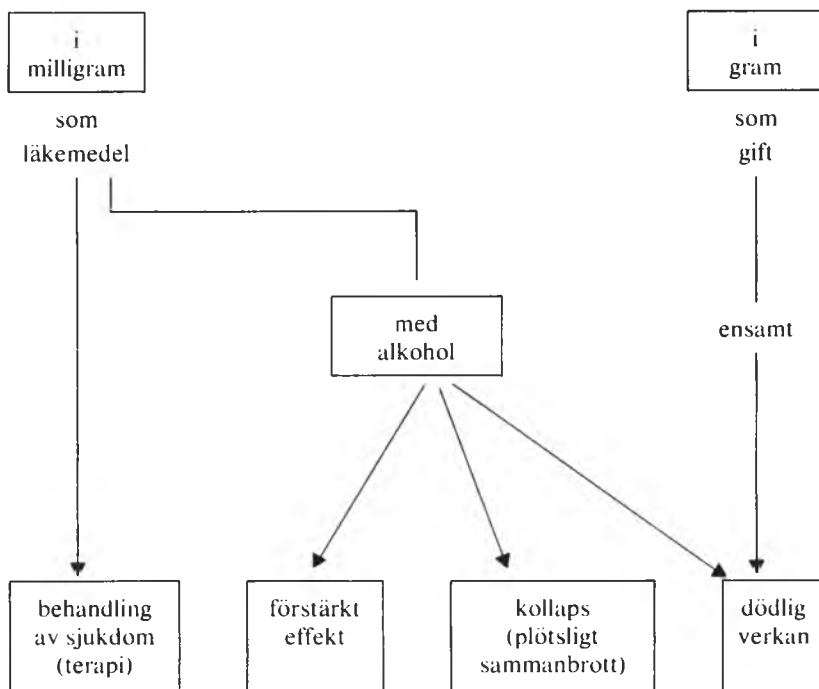 i
milligram
som
läkemedel
i
gram
som
gift
med
alkohol
ensamt
behandling
av sjukdom
(terapi)
förstärkt
effekt
kollaps
(plötsligt
sammanbrott)
dödlig
verkan